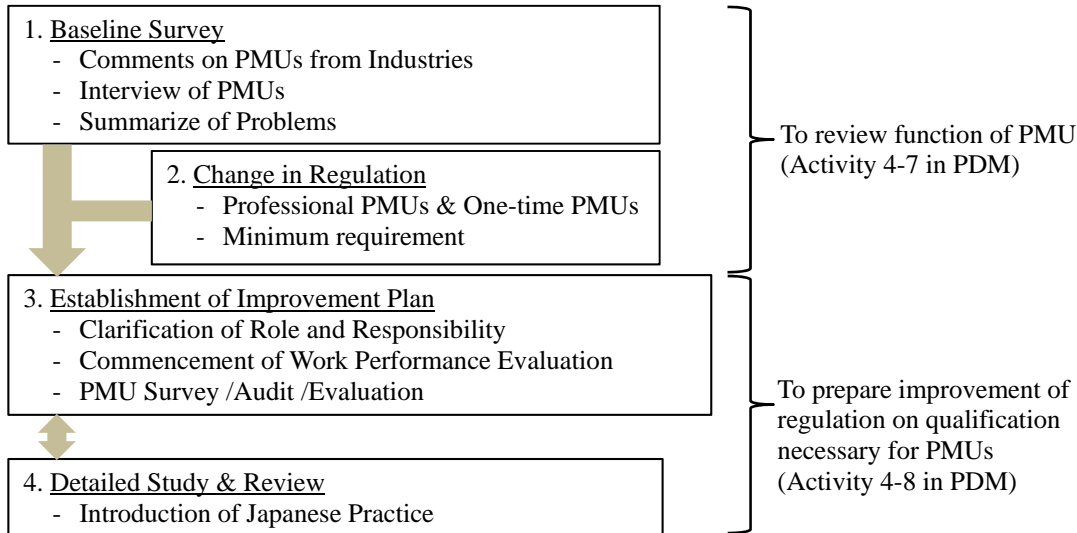 1. Baseline Survey
- Comments on PMUs from Industries
- Interview of PMUs
- Summarize of Problems
2. Change in Regulation
- Professional PMUs & One-time PMUs
- Minimum requirement
To review function of PMU
(Activity 4-7 in PDM)
3. Establishment of Improvement Plan
- Clarification of Role and Responsibility
- Commencement of Work Performance Evaluation
- PMU Survey /Audit /Evaluation
4. Detailed Study & Review
- Introduction of Japanese Practice
To prepare improvement of
regulation on qualification
necessary for PMUs
(Activity 4-8 in PDM)